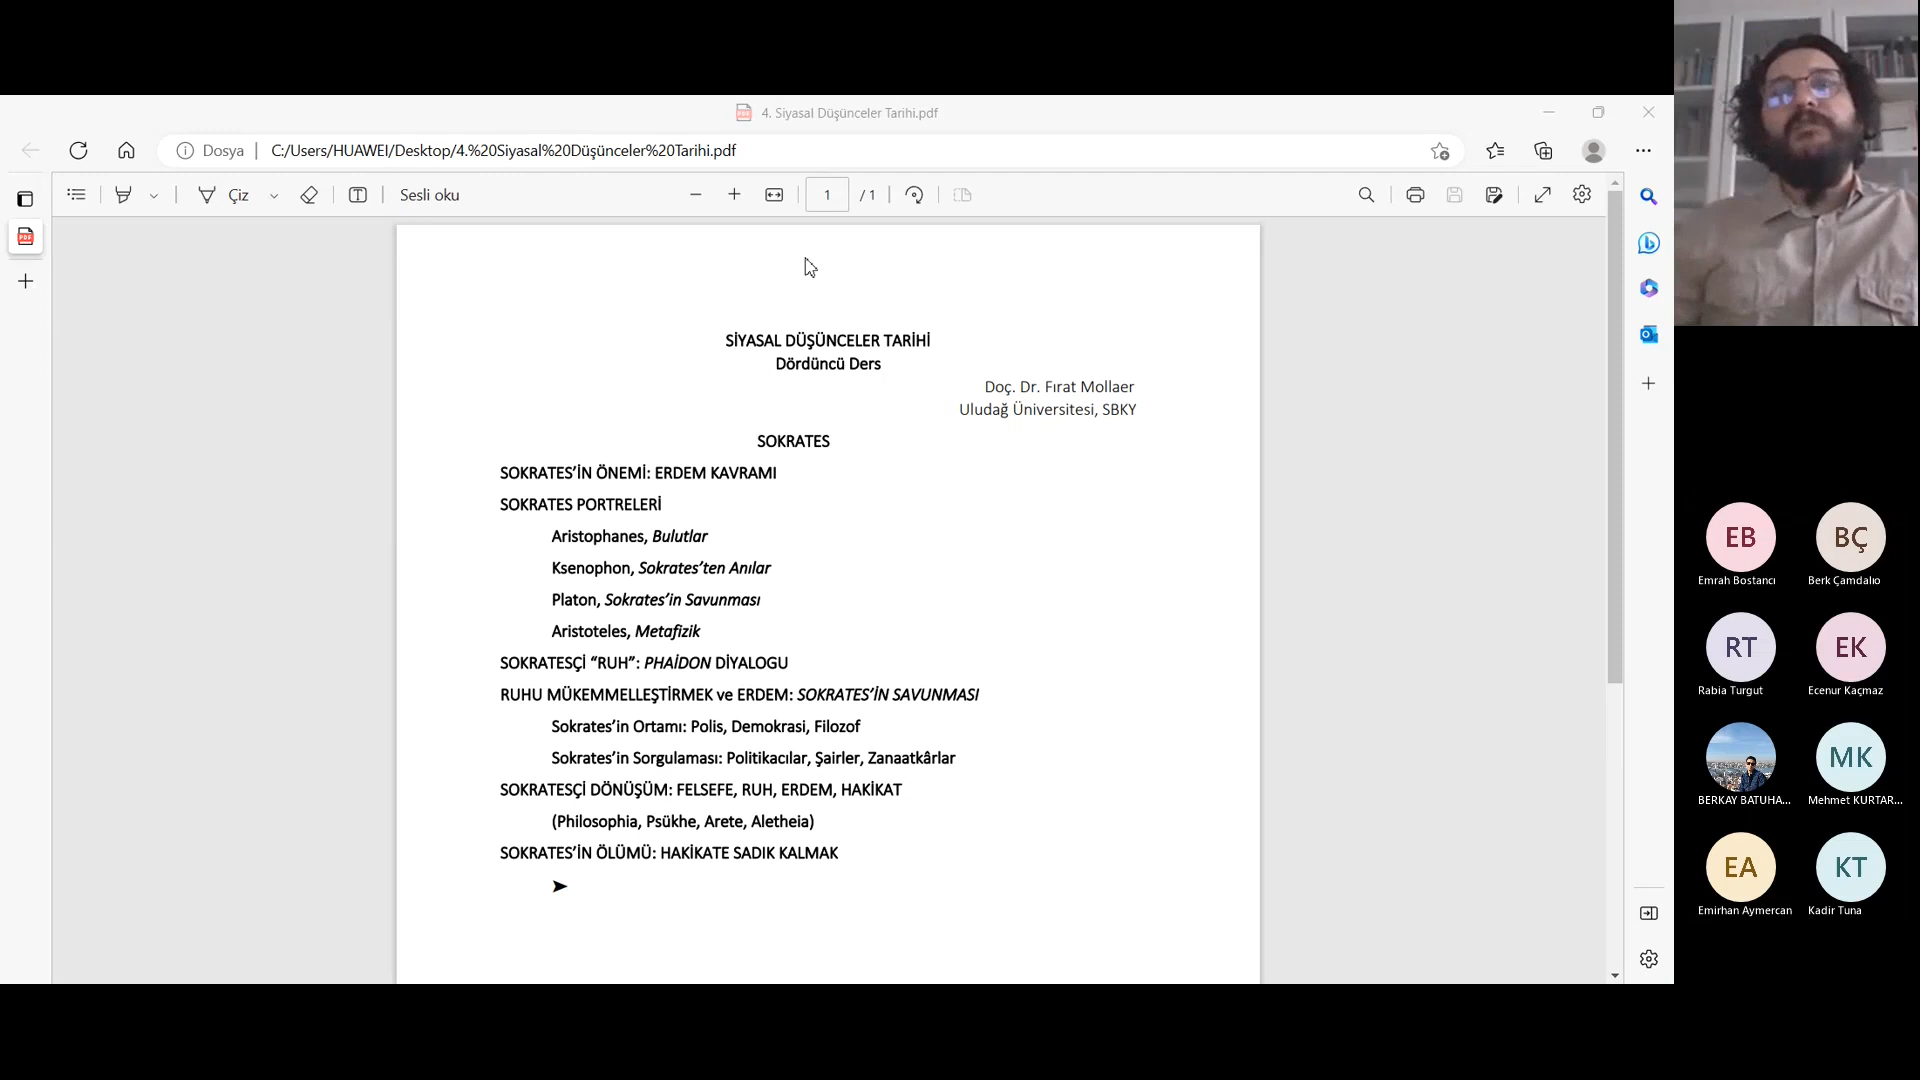 4. Siyasal Düşünceler Tarihi.pdf
Dosya
C:/Users/HUAWEI/Desktop/4.%20Siyasal%20Düşünceler%20Tarihi.pdf
Çiz
Sesli oku
1 / 1
SİYASAL DÜŞÜNCELER TARİHİ
Dördüncü Ders
Doç. Dr. Fırat Mollaer
Uludağ Üniversitesi, SBKY
SOKRATES
SOKRATES’İN ÖNEMİ: ERDEM KAVRAMI
SOKRATES PORTRELERİ
Aristophanes, Bulutlar
Ksenophon, Sokrates’ten Anılar
Platon, Sokrates’in Savunması
Aristoteles, Metafizik
SOKRATESÇİ “RUH”: PHAİDON DİYALOGU
RUHU MÜKEMMELLEŞTİRMEK ve ERDEM: SOKRATES’İN SAVUNMASI
Sokrates’in Ortamı: Polis, Demokrasi, Filozof
Sokrates’in Sorgulaması: Politikacılar, Şairler, Zanaatkârlar
SOKRATESÇİ DÖNÜŞÜM: FELSEFE, RUH, ERDEM, HAKİKAT
(Philosophia, Psükhe, Arete, Aletheia)
SOKRATES’İN ÖLÜMÜ: HAKİKATE SADIK KALMAK
EB
BÇ
Emrah Bostancı
Berk Çamdalıo
RT
EK
Rabia Turgut
Ecenur Kaçmaz
MK
BERKAY BATUHA...
Mehmet KURTAR...
EA
KT
Emirhan Aymercan
Kadir Tuna